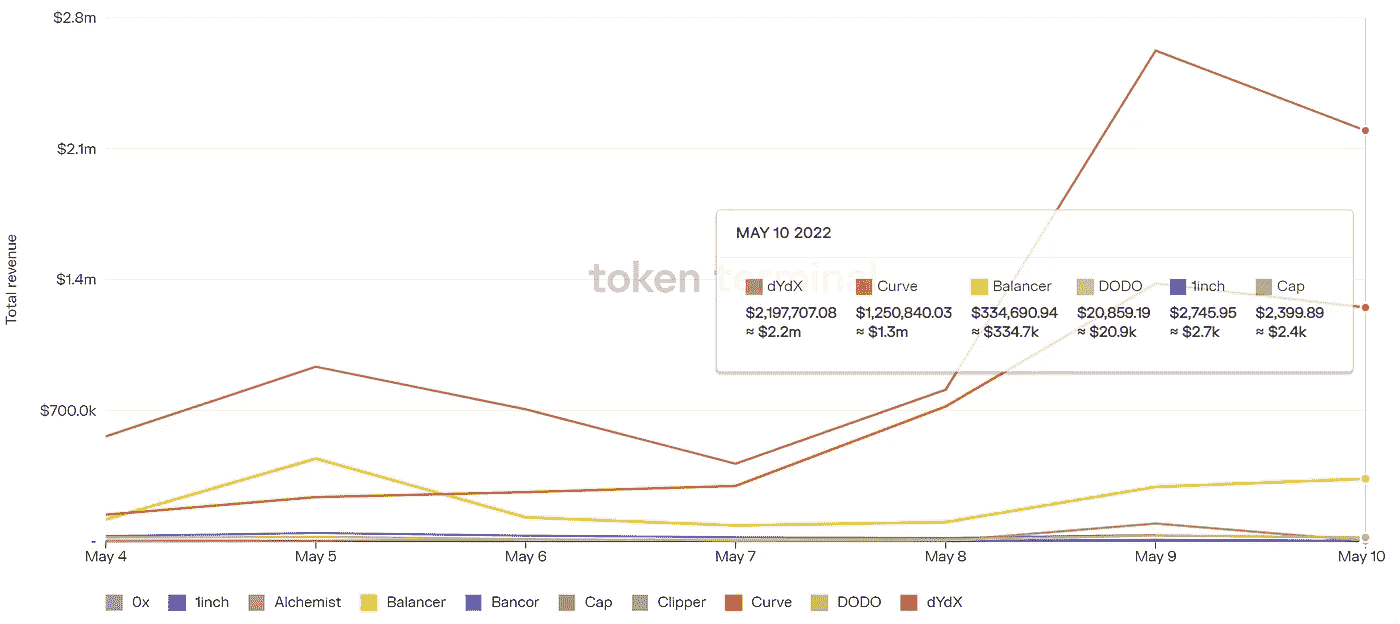 $2.8m
$2.1m
$1.4m
$700.0k
-
Total revenue
token terminal
MAY 10 2022
dYdX Curve Balancer DODO 1inch Cap
$2,197,707.08 $1,250,840.03 $334,690.94 $20,859.19 $2,745.95 $2,399.89
≈ $2.2m ≈ $1.3m ≈ $334.7k ≈ $20.9k ≈ $2.7k ≈ $2.4k
May 4 May 5 May 6 May 7 May 8 May 9 May 10
0x 1inch Alchemist Balancer Bancor Cap Clipper Curve DODO dYdX